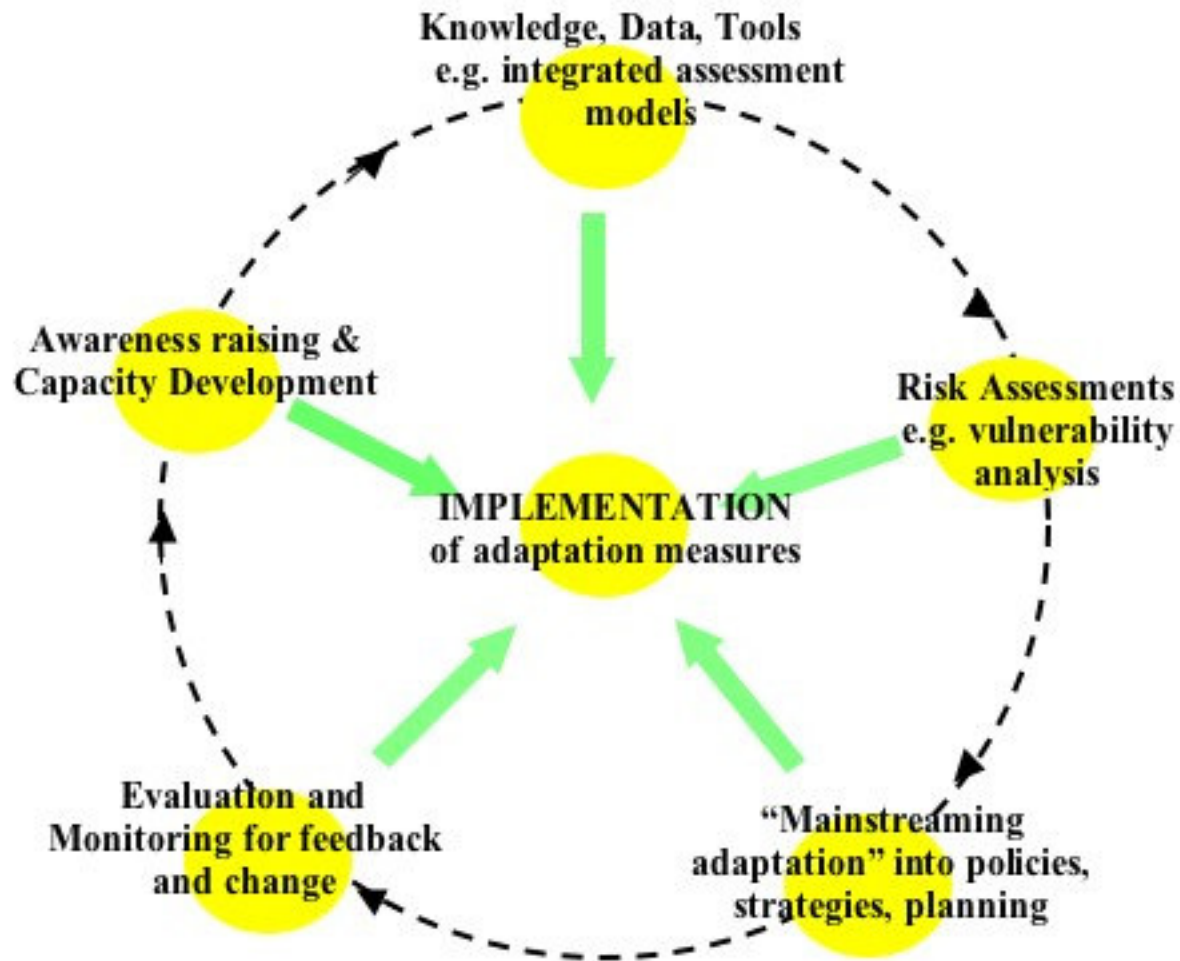 Knowledge, Data, Tools
e.g. integrated assessment
models
Awareness raising &
Capacity Development
Risk Assessments
e.g. vulnerability
analysis
IMPLEMENTATION
of adaptation measures
Evaluation and
Monitoring for feedback
and change
“Mainstreaming
adaptation” into policies,
strategies, planning